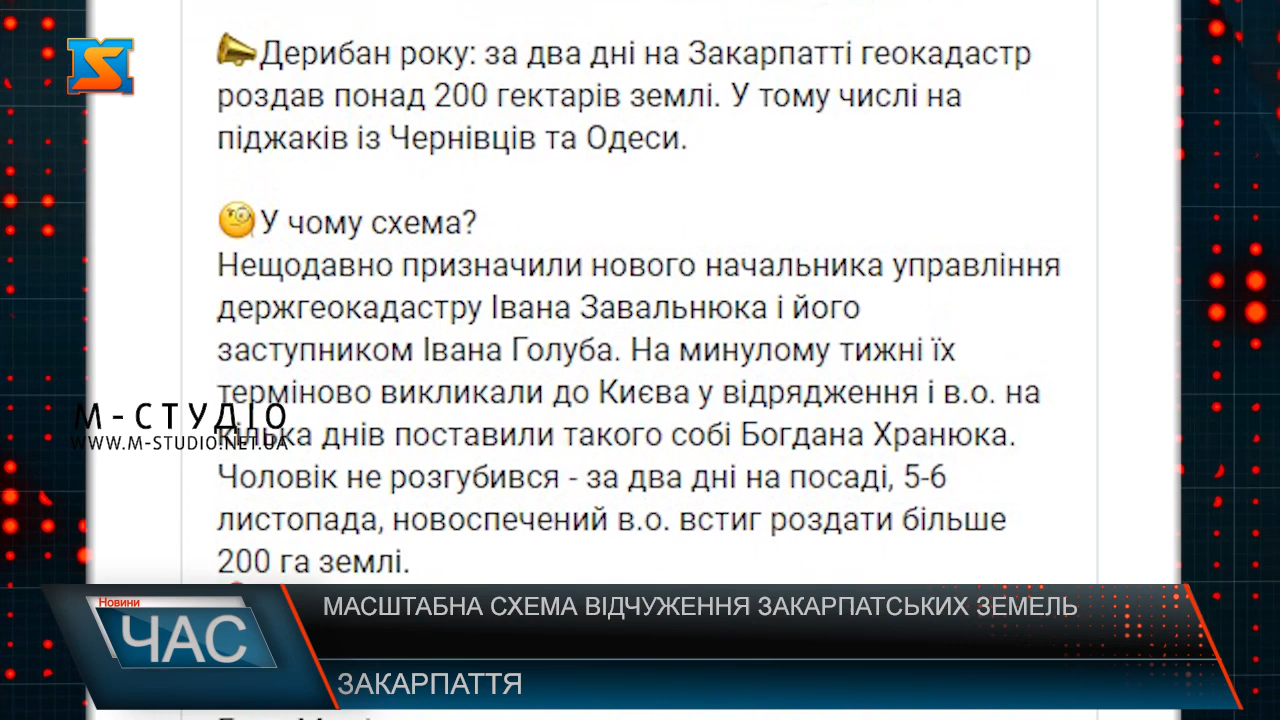 Дерибан року: за два дні на Закарпатті геокадастр
роздав понад 200 гектарів землі. У тому числі на
піджаків із Чернівців та Одеси.
У чому схема?
Нещодавно призначили нового начальника управління
держгеокадастру Івана Завальнюка і його
заступником Івана Голуба. На минулому тижні їх
терміново викликали до Києва у відрядження і в.о. на
кілька днів поставили такого собі Богдана Хранюка.
Чоловік не розгубився - за два дні на посаді, 5-6
листопада, новоспечений в.о. встиг роздати більше
200 га землі.
М-СТУДІО
WWW.M-STUDIO.NET.UA
Новини
ЧАС
МАСШТАБНА СХЕМА ВІДЧУЖЕННЯ ЗАКАРПАТСЬКИХ ЗЕМЕЛЬ
ЗАКАРПАТТЯ